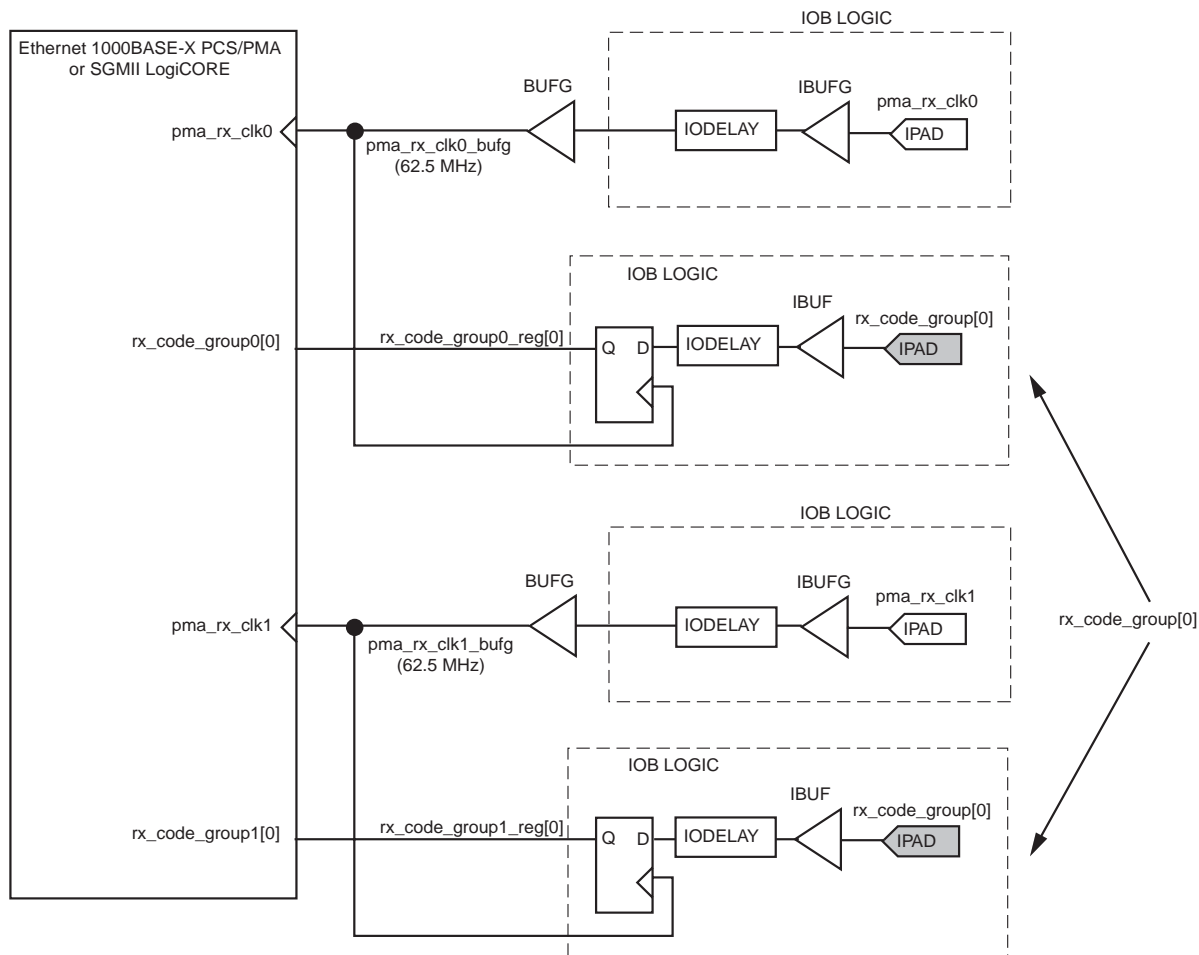 IOB LOGIC
Ethernet 1000BASE-X PCS/PMA
or SGMII LogiCORE
BUFG
IBUFG
pma_rx_clk0
pma_rx_clk0
IODELAY
IPAD
pma_rx_clk0_bufg
(62.5 MHz)
IOB LOGIC
IBUF
rx_code_group[0]
rx_code_group0[0]
rx_code_group0_reg[0]
Q
D
IODELAY
IPAD
IOB LOGIC
BUFG
IBUFG
pma_rx_clk1
pma_rx_clk1
IODELAY
IPAD
rx_code_group[0]
pma_rx_clk1_bufg
(62.5 MHz)
IOB LOGIC
IBUF
rx_code_group[0]
rx_code_group1[0]
rx_code_group1_reg[0]
Q
D
IODELAY
IPAD